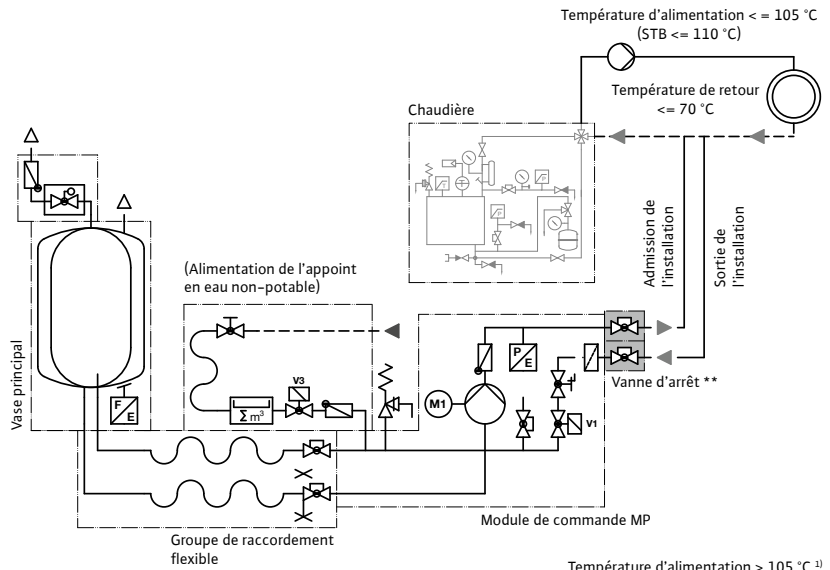 Température d'alimentation < = 105 °C
(STB <= 110 °C)
Température de retour
<= 70 °C
Chaudière
Admission de
l'installation
Sortie de
l'installation
(Alimentation de l'appoint
en eau non-potable)
Vase principal
F
E
V3
Σ m³
M1
P
E
V1
Vanne d'arrêt **
Module de commande MP
Groupe de raccordement
flexible
Température d'alimentation > 105 °C 1)